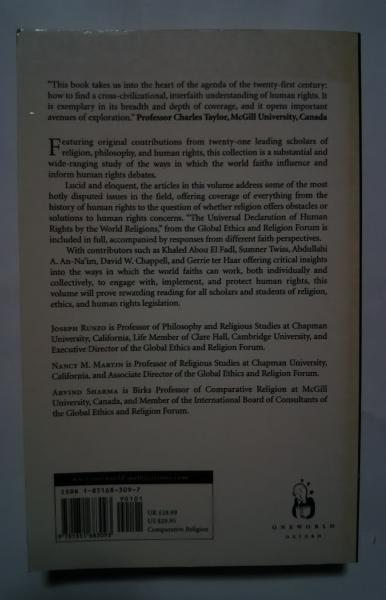 "This book takes us into the heart of the agenda of the twenty-first century:
how to find a cross-civilizational, interfaith understanding of human rights. It
is exemplary in its breadth and depth of coverage, and it opens important
avenues of exploration." Professor Charles Taylor, McGill University, Canada
Featuring original contributions from twenty-one leading scholars of
religion, philosophy, and human rights, this collection is a substantial and
wide-ranging study of the ways in which the world faiths influence and
inform human rights debates.
Lucid and eloquent, the articles in this volume address some of the most
hotly disputed issues in the field, offering coverage of everything from the
history of human rights to the question of whether religion offers obstacles
or solutions to human rights concerns. "The Universal Declaration of Human
Rights by the World Religions," from the Global Ethics and Religion Forum is
included in full, accompanied by responses from different faith perspectives.
With contributors such as Khaled Abou El Fadl, Sumner Twiss, Abdullahi
A. An-Na'im, David W. Chappell, and Gerrie ter Haar offering critical insights
into the ways in which the world faiths can work, both individually and
collectively, to engage with, implement, and protect human rights, this
volume will prove rewarding reading for all scholars and students of religion,
ethics, and human rights legislation.
Joseph Runzo is Professor of Philosophy and Religious Studies at Chapman
University, California, Life Member of Clare Hall, Cambridge University, and
Executive Director of the Global Ethics and Religion Forum.
Nancy M. Martin is Professor of Religious Studies at Chapman University,
California, and Associate Director of the Global Ethics and Religion Forum.
Arvind Sharma is Birks Professor of Comparative Religion at McGill
University, Canada, and Member of the International Board of Consultants of
the Global Ethics and Religion Forum.
ISBN 1-85168-309-7
90101
9 781851 683093
UK £18.99
US $29.95
Comparative Religion
ONEWORLD
OXFORD